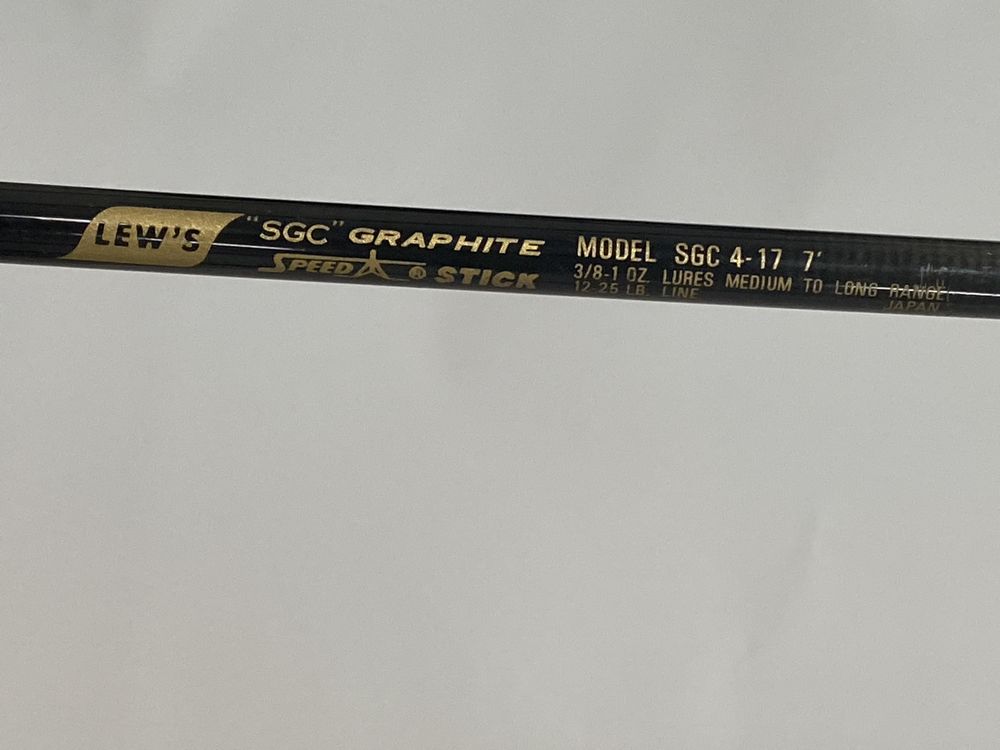 LEW'S
"SGC" GRAPHITE
SPEED ® STICK
MODEL SGC 4-17 7'
3/8-1 OZ. LURES MEDIUM TO LONG RANGE
12-25 LB. LINE
JAPAN